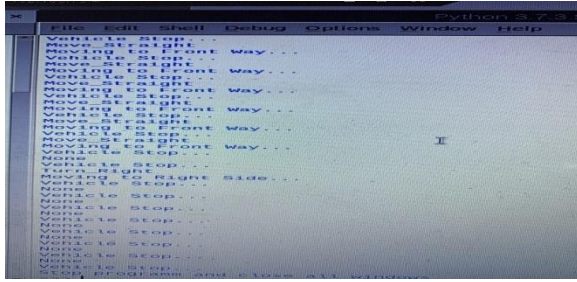 Python 3.7.3
File Edit Shell Debug Options Window Help
Vehicle Stop...
Move_Straight
Moving to Front Way...
Vehicle Stop...
Move_Straight
Moving to Front Way...
Vehicle Stop...
Move_Straight
Moving to Front Way...
Vehicle Stop...
Move_Straight
Moving to Front Way...
Vehicle Stop...
Move_Straight
Moving to Front Way...
Vehicle Stop...
Move_Straight
Moving to Front Way...
Vehicle Stop...
None
Vehicle Stop...
Turn_Right
Moving to Right Side...
Vehicle Stop...
None
Vehicle Stop...
None
Vehicle Stop...
None
Vehicle Stop...
None
Vehicle Stop...
None
Vehicle Stop...
None
Vehicle Stop...
Stop programs and close all windows